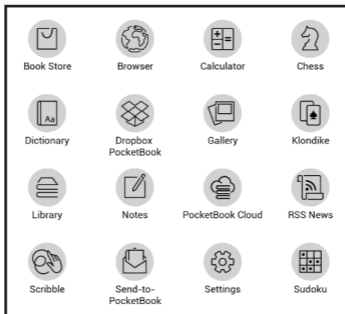 Book Store
Browser
Calculator
Chess
Aa
Dictionary
Dropbox
PocketBook
Gallery
Klondike
Library
Notes
PocketBook Cloud
RSS News
Scribble
Send-to-
PocketBook
Settings
Sudoku